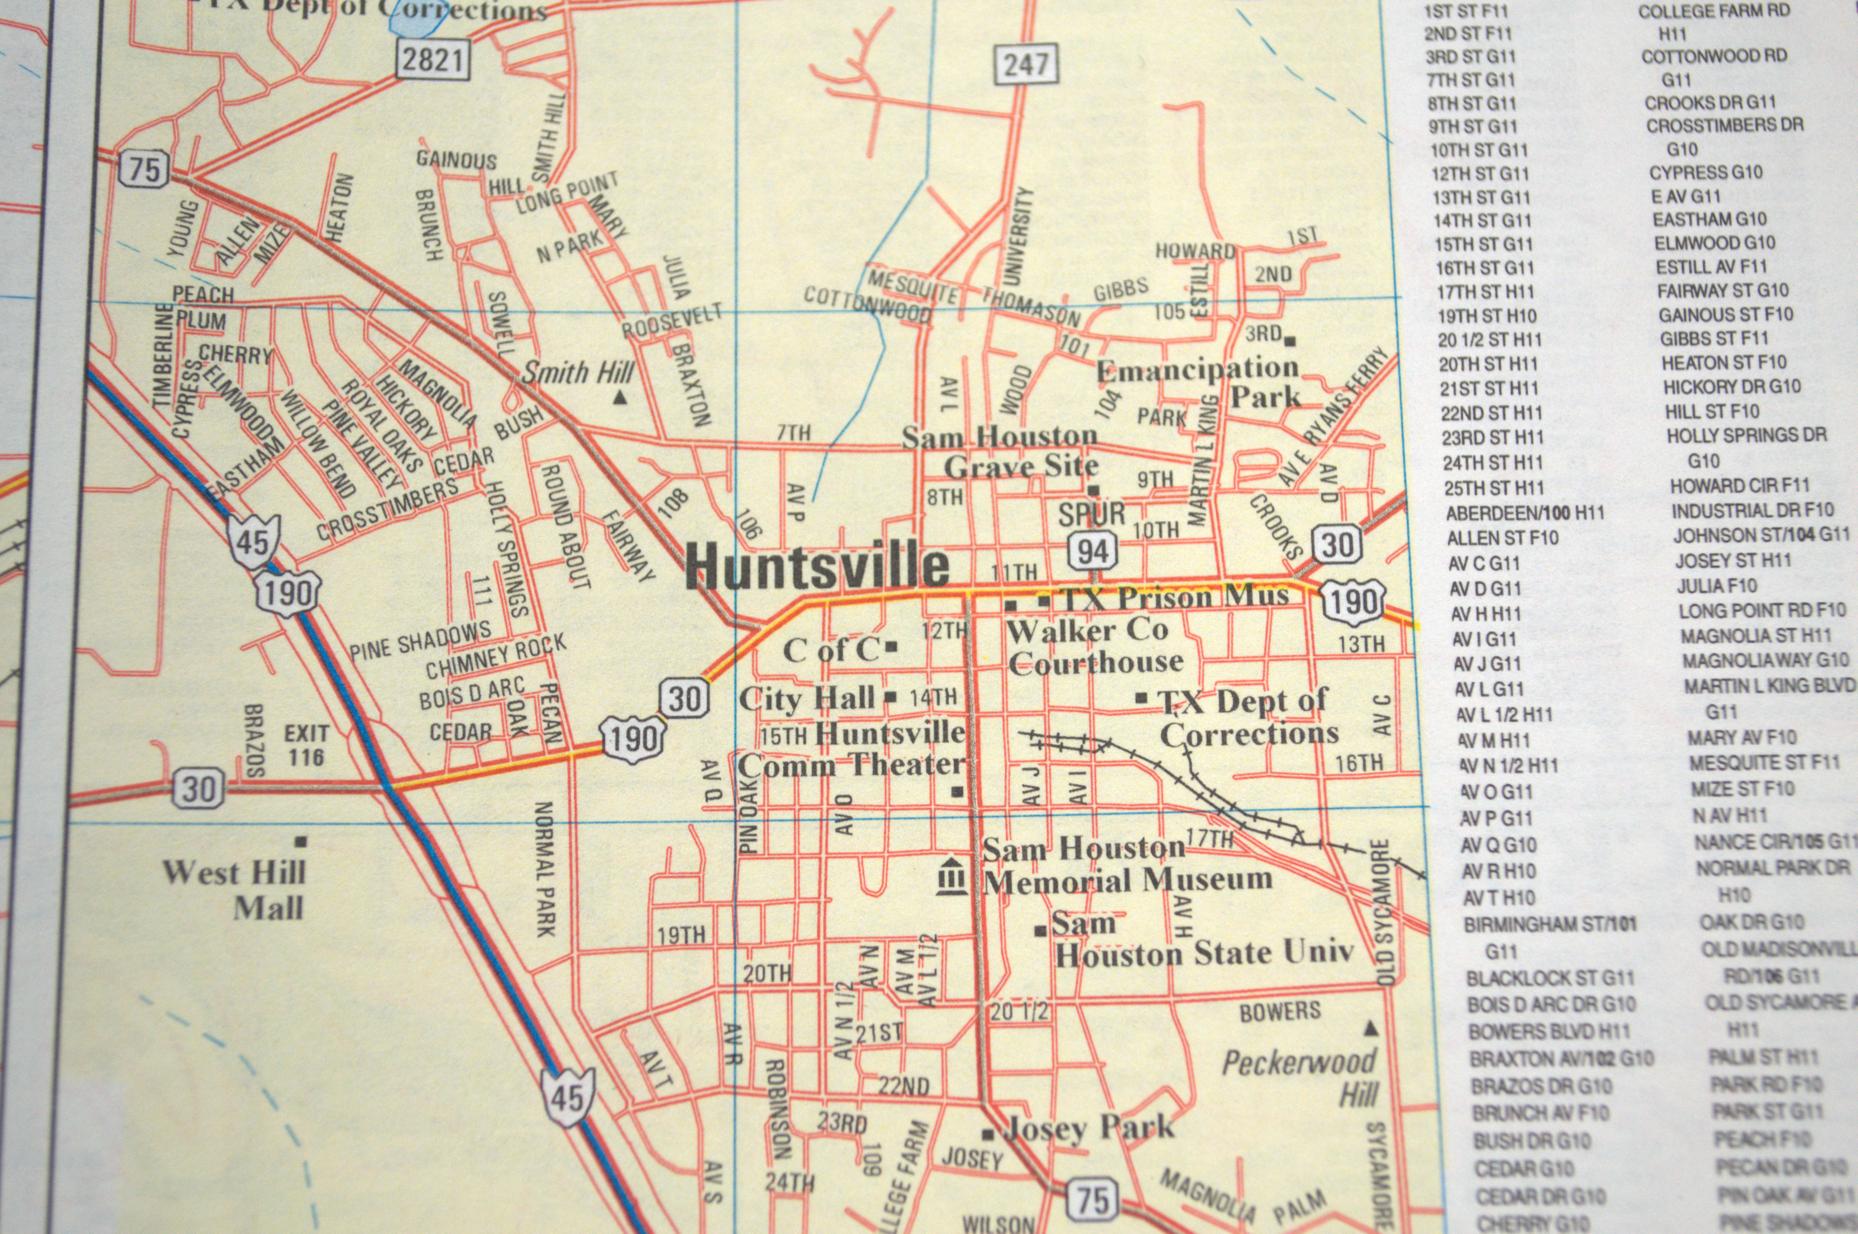 TX Dept of Corrections
2821
247
75
GAINOUS
HILL
SMITH HILL
LONG POINT
MARY
HEATON
BRUNCH
YOUNG
ALLEN
MIZE
N PARK
JULIA
UNIVERSITY
HOWARD
1ST
2ND
ESTILL
105
3RD
PEACH
PLUM
TIMBERLINE
CHERRY
CYPRESS
ELMWOOD
SOWELL
ROOSEVELT
BRAXTON
MESQUITE
COTTONWOOD
THOMASON
GIBBS
101
Smith Hill
MAGNOLIA
HICKORY
ROYAL OAKS
PINE VALLEY
WILLOW BEND
EASTHAM
BUSH
CEDAR
CROSSTIMBERS
HOLLY SPRINGS
ROUND ABOUT
FAIRWAY
108
106
7TH
AV P
AV L
WOOD
104
Emancipation
Park
PARK
MARTIN L KING
AV E
RYANS FERRY
AV D
CROOKS
Sam Houston
Grave Site
8TH
9TH
SPUR
94
10TH
30
45
190
Huntsville
11TH
TX Prison Mus
190
111
PINE SHADOWS
CHIMNEY ROCK
BOIS D ARC
OAK
PECAN
CEDAR
C of C
12TH
Walker Co
Courthouse
13TH
30
City Hall
14TH
TX Dept of
Corrections
AV C
190
15TH
Huntsville
Comm Theater
16TH
BRAZOS
EXIT
116
30
AV Q
PIN OAK
AV O
AV J
AV I
17TH
NORMAL PARK
West Hill
Mall
Sam Houston
Memorial Museum
AV H
OLD SYCAMORE
Sam
Houston State Univ
19TH
20TH
AV N
AV M
AV L 1/2
AV N 1/2
20 1/2
BOWERS
21ST
AV R
AV T
ROBINSON
22ND
Peckerwood
Hill
45
23RD
109
Josey Park
JOSEY
24TH
AV S
LLEGE FARM
75
MAGNOLIA
PALM
SYCAMORE
WILSON
1ST ST F11
2ND ST F11
3RD ST G11
7TH ST G11
8TH ST G11
9TH ST G11
10TH ST G11
12TH ST G11
13TH ST G11
14TH ST G11
15TH ST G11
16TH ST G11
17TH ST H11
19TH ST H10
20 1/2 ST H11
20TH ST H11
21ST ST H11
22ND ST H11
23RD ST H11
24TH ST H11
25TH ST H11
ABERDEEN/100 H11
ALLEN ST F10
AV C G11
AV D G11
AV H H11
AV I G11
AV J G11
AV L G11
AV L 1/2 H11
AV M H11
AV N 1/2 H11
AV O G11
AV P G11
AV Q G10
AV R H10
AV T H10
BIRMINGHAM ST/101
G11
BLACKLOCK ST G11
BOIS D ARC DR G10
BOWERS BLVD H11
BRAXTON AV/102 G10
BRAZOS DR G10
BRUNCH AV F10
BUSH DR G10
CEDAR G10
CEDAR DR G10
CHERRY G10
COLLEGE FARM RD
H11
COTTONWOOD RD
G11
CROOKS DR G11
CROSSTIMBERS DR
G10
CYPRESS G10
E AV G11
EASTHAM G10
ELMWOOD G10
ESTILL AV F11
FAIRWAY ST G10
GAINOUS ST F10
GIBBS ST F11
HEATON ST F10
HICKORY DR G10
HILL ST F10
HOLLY SPRINGS DR
G10
HOWARD CIR F11
INDUSTRIAL DR F10
JOHNSON ST/104 G11
JOSEY ST H11
JULIA F10
LONG POINT RD F10
MAGNOLIA ST H11
MAGNOLIA WAY G10
MARTIN L KING BLVD
G11
MARY AV F10
MESQUITE ST F11
MIZE ST F10
N AV H11
NANCE CIR/105 G11
NORMAL PARK DR
H10
OAK DR G10
OLD MADISONVILL
RD/106 G11
OLD SYCAMORE A
H11
PALM ST H11
PARK RD F10
PARK ST G11
PEACH F10
PECAN DR G10
PIN OAK AV G11
PINE SHADOWS